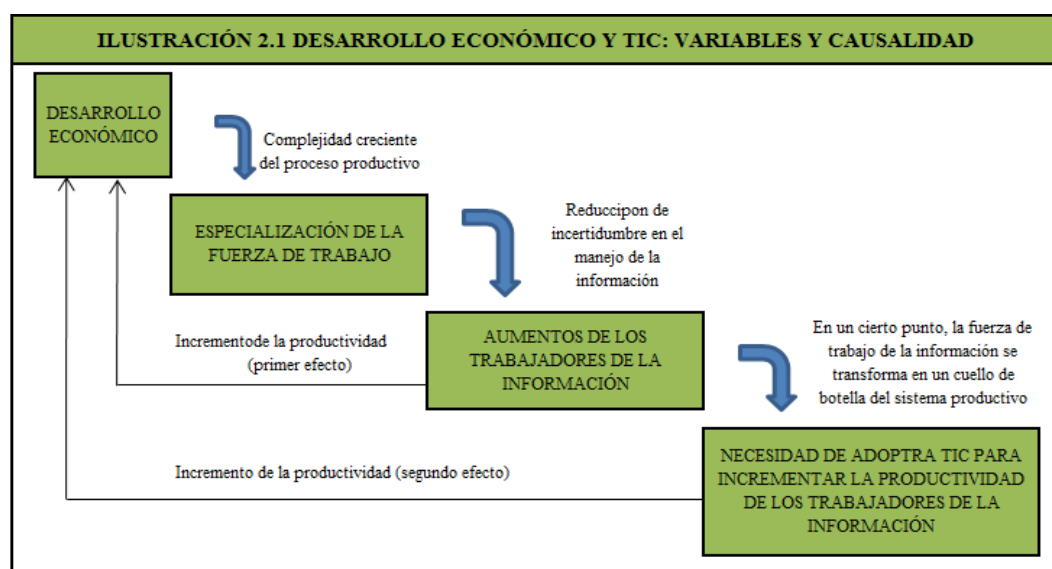 ILUSTRACIÓN 2.1 DESARROLLO ECONÓMICO Y TIC: VARIABLES Y CAUSALIDAD
DESARROLLO
ECONÓMICO
Complejidad creciente
del proceso productivo
ESPECIALIZACIÓN DE LA
FUERZA DE TRABAJO
Reduccipon de
incertidumbre en el
manejo de la
información
Incrementode la productividad
(primer efecto)
AUMENTOS DE LOS
TRABAJADORES DE LA
INFORMACIÓN
En un cierto punto, la fuerza de
trabajo de la información se
transforma en un cuello de
botella del sistema productivo
Incremento de la productividad (segundo efecto)
NECESIDAD DE ADOPTRA TIC PARA
INCREMENTAR LA PRODUCTIVIDAD
DE LOS TRABAJADORES DE LA
INFORMACIÓN